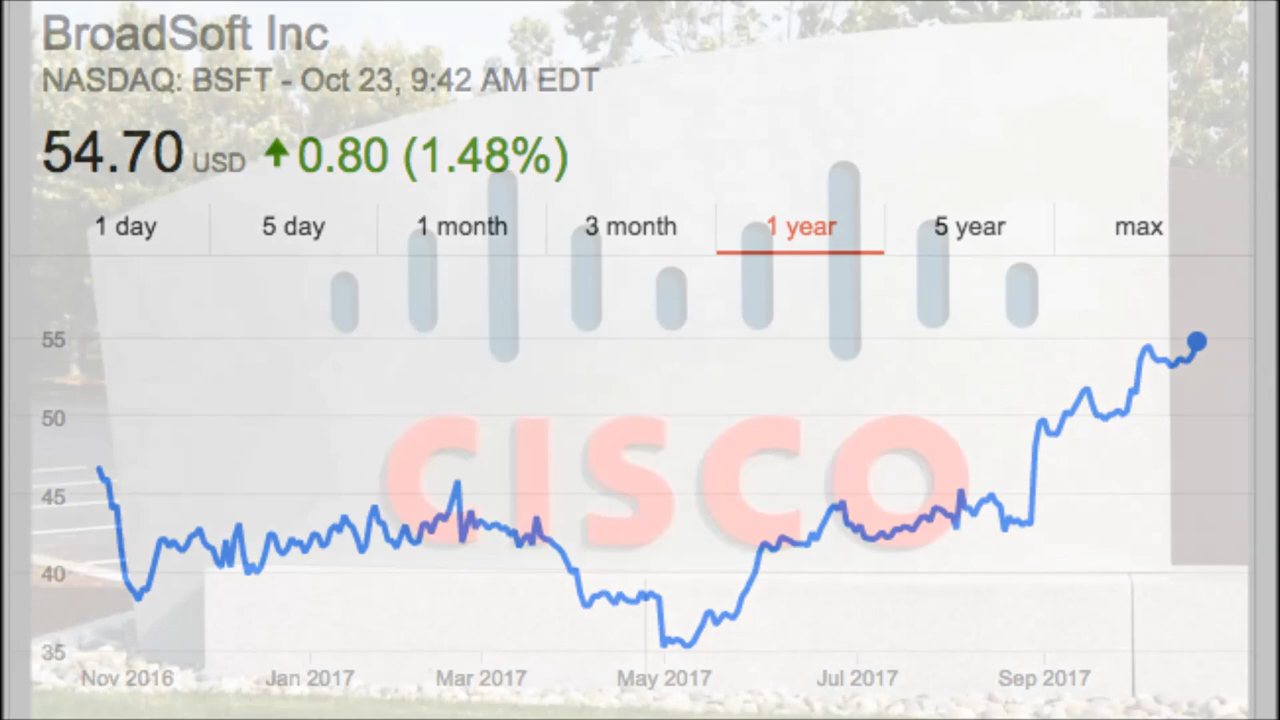 BroadSoft Inc
NASDAQ: BSFT - Oct 23, 9:42 AM EDT
54.70 USD 0.80 (1.48%)
1 day 5 day 1 month 3 month 1 year 5 year max
55
50
45
40
35
CISCO
Nov 2016 Jan 2017 Mar 2017 May 2017 Jul 2017 Sep 2017